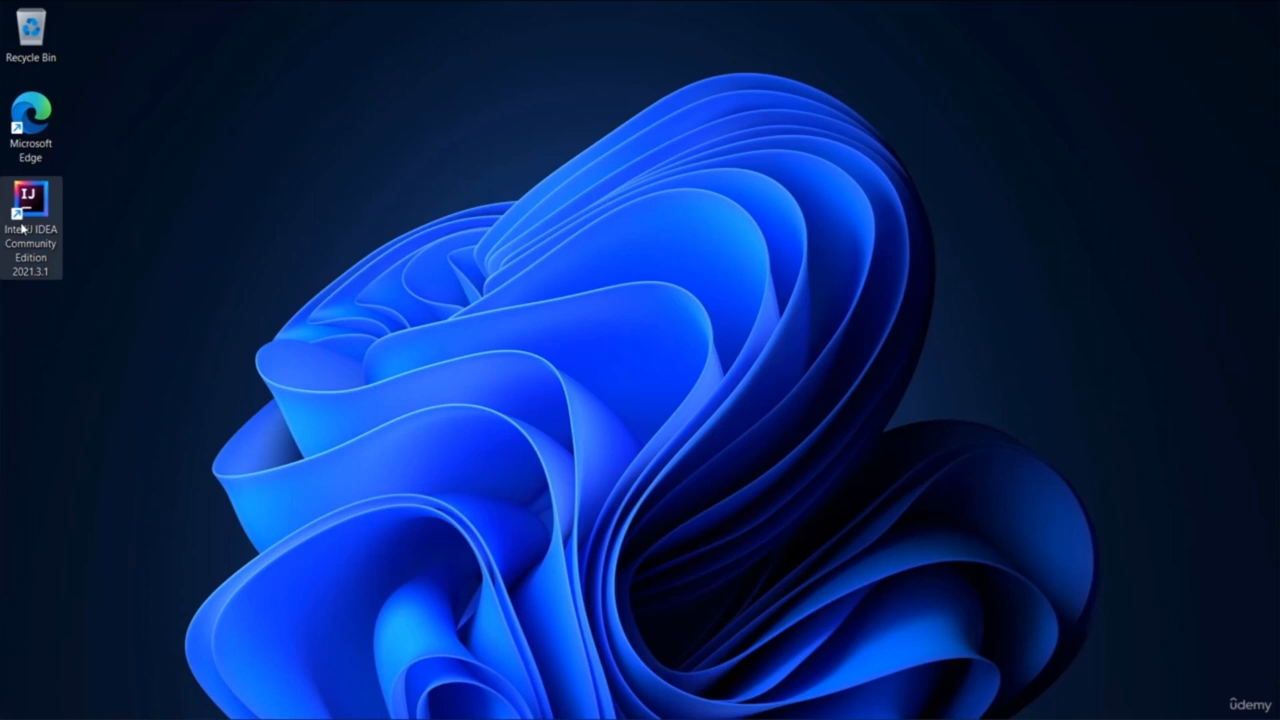 Recycle Bin
Microsoft
Edge
IJ
IntelliJ IDEA
Community
Edition
2021.3.1
ûdemy